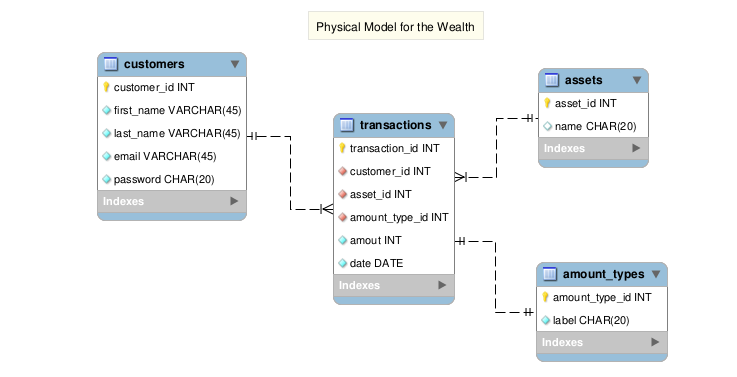 Physical Model for the Wealth
customers
customer_id INT
first_name VARCHAR(45)
last_name VARCHAR(45)
email VARCHAR(45)
password CHAR(20)
Indexes
transactions
transaction_id INT
customer_id INT
asset_id INT
amount_type_id INT
amout INT
date DATE
Indexes
assets
asset_id INT
name CHAR(20)
Indexes
amount_types
amount_type_id INT
label CHAR(20)
Indexes